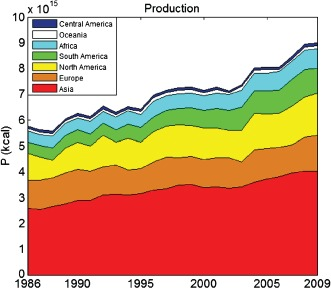 x 10^15 Production
10
9
8
7
6
5
4
3
2
1
0
P (kcal)
Central America
Oceania
Africa
South America
North America
Europe
Asia
1986 1990 1995 2000 2005 2009